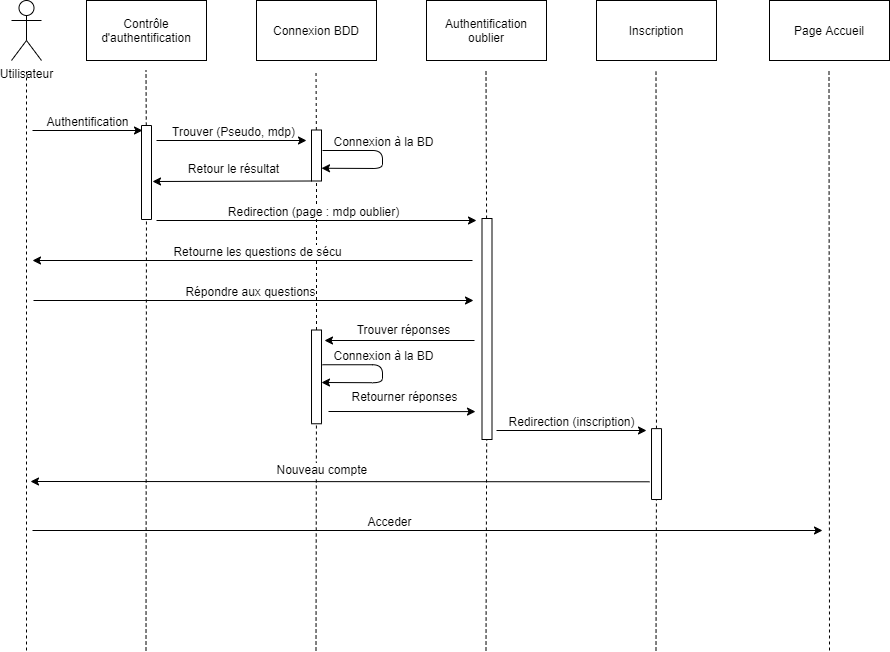 Contrôle
d'authentification
Connexion BDD
Authentification
oublier
Inscription
Page Accueil
Utilisateur
Authentification
Trouver (Pseudo, mdp)
Connexion à la BD
Retour le résultat
Redirection (page : mdp oublier)
Retourne les questions de sécu
Répondre aux questions
Trouver réponses
Connexion à la BD
Retourner réponses
Redirection (inscription)
Nouveau compte
Acceder